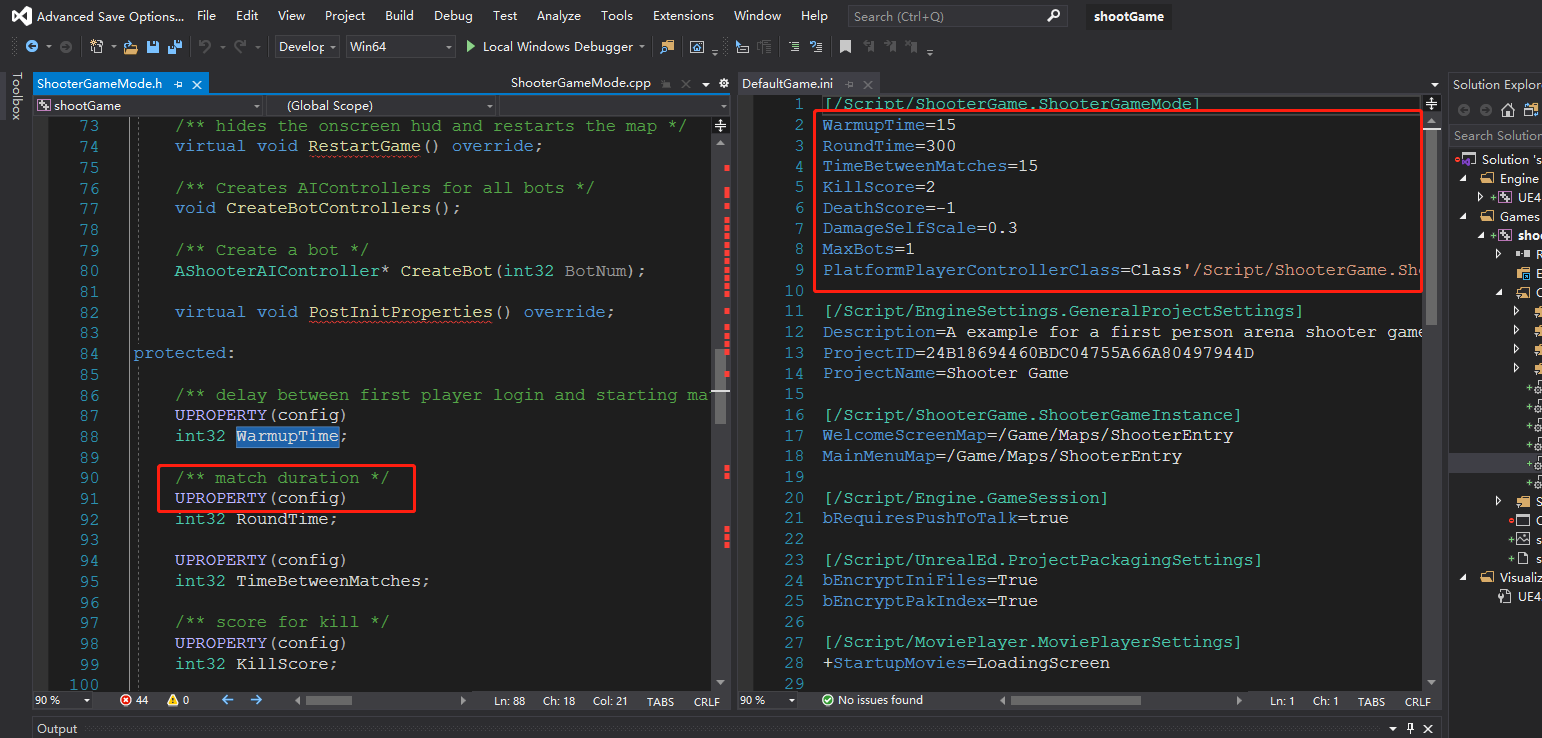 Advanced Save Options... File Edit View Project Build Debug Test Analyze Tools Extensions Window Help Search (Ctrl+Q) shootGame
Develop Win64 Local Windows Debugger
Toolbox
ShooterGameMode.h ShooterGameMode.cpp
shootGame (Global Scope)
73 /** hides the onscreen hud and restarts the map */
74 virtual void RestartGame() override;
75
76 /** Creates AIControllers for all bots */
77 void CreateBotControllers();
78
79 /** Create a bot */
80 AShooterAIController* CreateBot(int32 BotNum);
81
82 virtual void PostInitProperties() override;
83
84 protected:
85
86 /** delay between first player login and starting ma
87 UPROPERTY(config)
88 int32 WarmupTime;
89
90 /** match duration */
91 UPROPERTY(config)
92 int32 RoundTime;
93
94 UPROPERTY(config)
95 int32 TimeBetweenMatches;
96
97 /** score for kill */
98 UPROPERTY(config)
99 int32 KillScore;
100
90 % 44 0 Ln: 88 Ch: 18 Col: 21 TABS CRLF
DefaultGame.ini
1 [/Script/ShooterGame.ShooterGameMode]
2 WarmupTime=15
3 RoundTime=300
4 TimeBetweenMatches=15
5 KillScore=2
6 DeathScore=-1
7 DamageSelfScale=0.3
8 MaxBots=1
9 PlatformPlayerControllerClass=Class'/Script/ShooterGame.Sho
10
11 [/Script/EngineSettings.GeneralProjectSettings]
12 Description=A example for a first person arena shooter game
13 ProjectID=24B18694460BDC04755A66A80497944D
14 ProjectName=Shooter Game
15
16 [/Script/ShooterGame.ShooterGameInstance]
17 WelcomeScreenMap=/Game/Maps/ShooterEntry
18 MainMenuMap=/Game/Maps/ShooterEntry
19
20 [/Script/Engine.GameSession]
21 bRequiresPushToTalk=true
22
23 [/Script/UnrealEd.ProjectPackagingSettings]
24 bEncryptIniFiles=True
25 bEncryptPakIndex=True
26
27 [/Script/MoviePlayer.MoviePlayerSettings]
28 +StartupMovies=LoadingScreen
29
90 % No issues found Ln: 1 Ch: 1 TABS CRLF
Solution Explor
Search Solution
Solution 's
Engine
UE4
Games
sho
Visualiz
UE4
Output